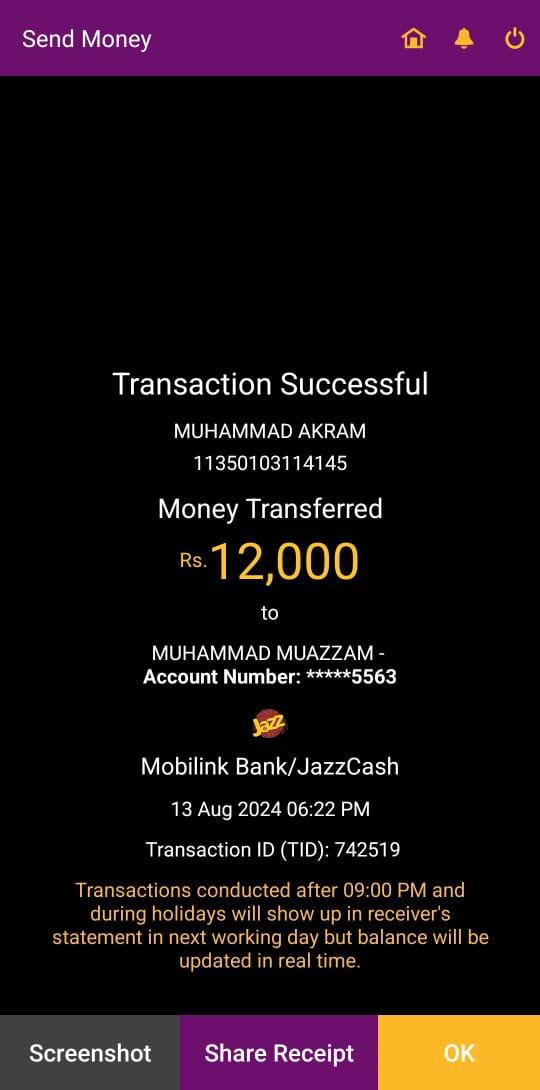 Send Money
Transaction Successful
MUHAMMAD AKRAM
11350103114145
Money Transferred
Rs.12,000
to
MUHAMMAD MUAZZAM -
Account Number: *****5563
Jazz
Mobilink Bank/JazzCash
13 Aug 2024 06:22 PM
Transaction ID (TID): 742519
Transactions conducted after 09:00 PM and
during holidays will show up in receiver's
statement in next working day but balance will be
updated in real time.
Screenshot
Share Receipt
OK